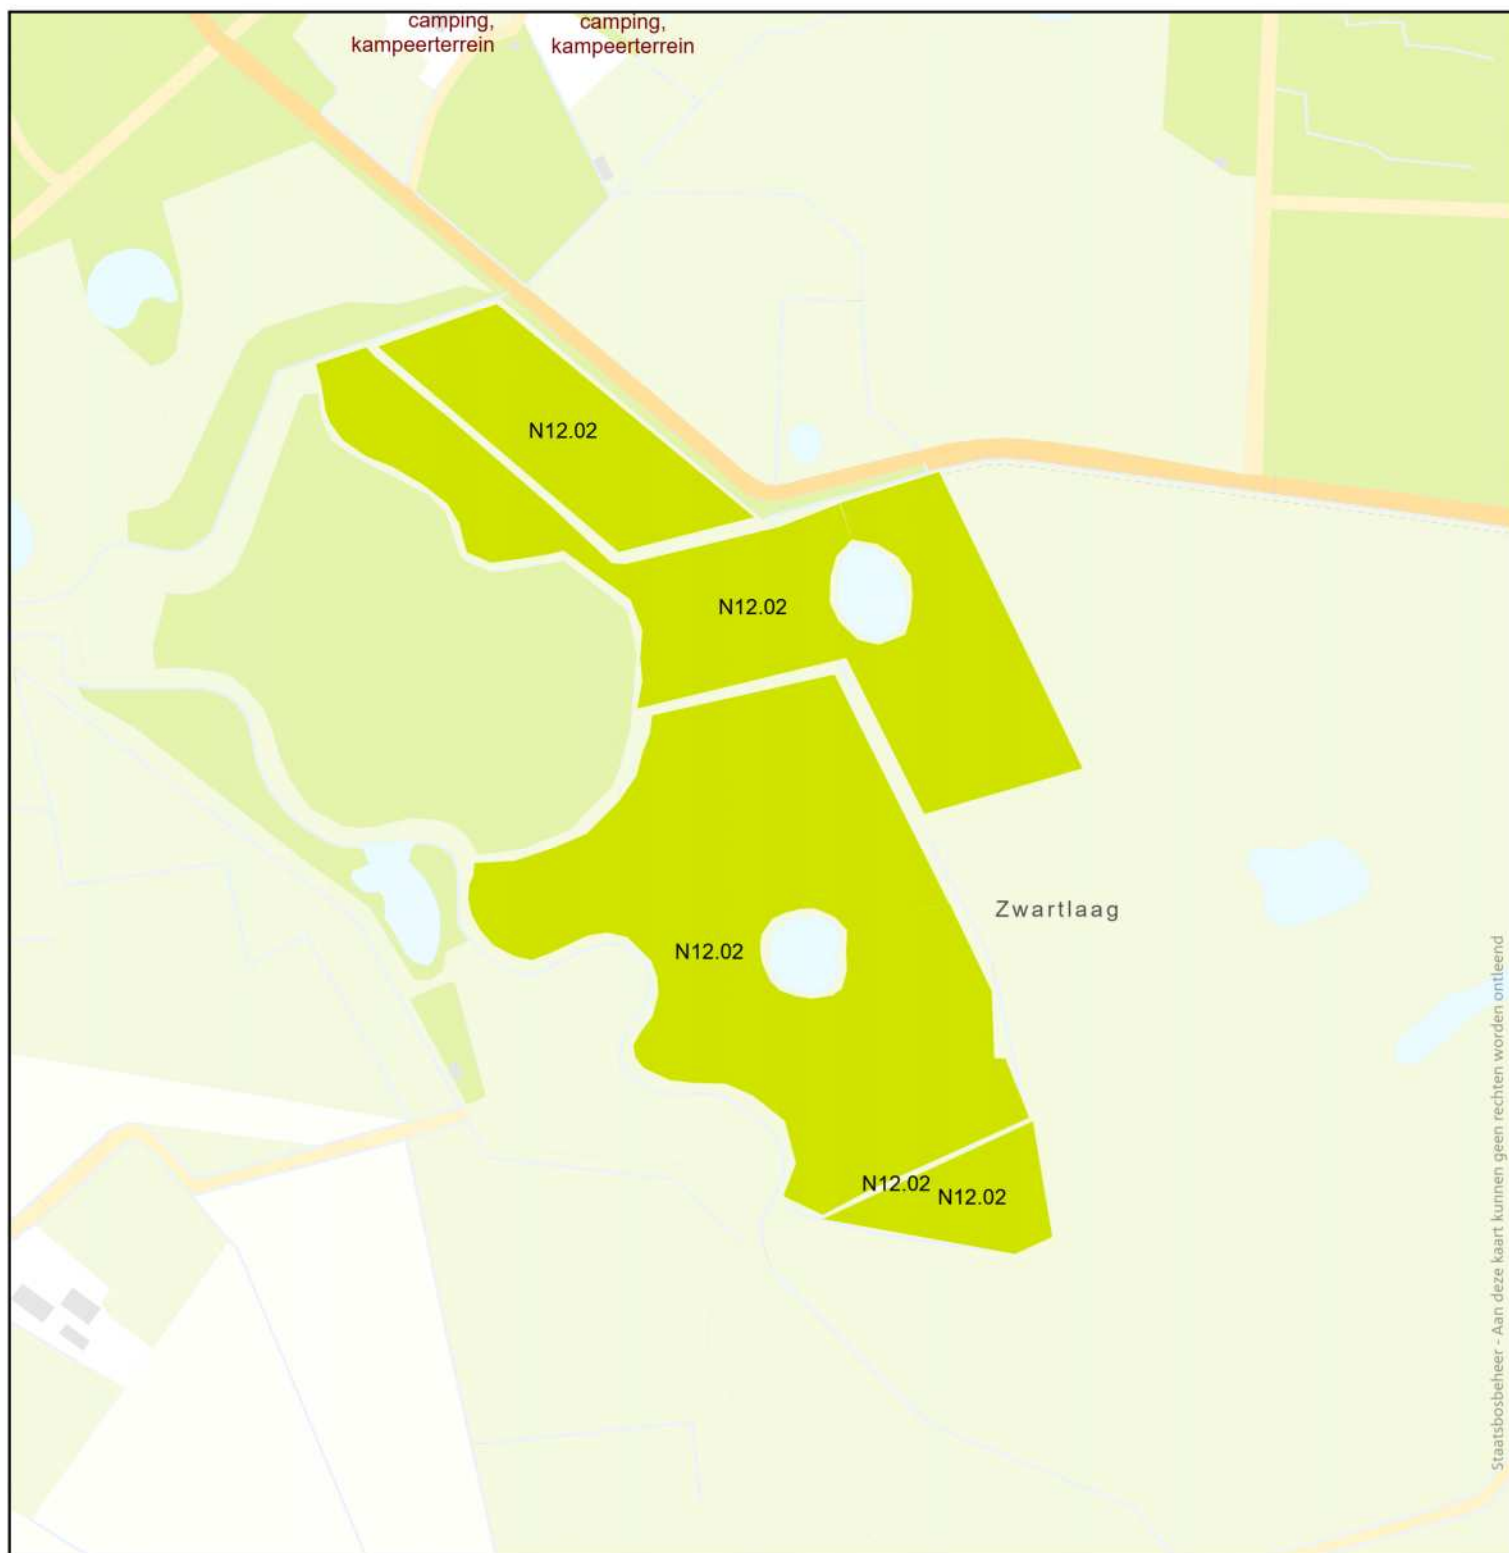 camping,
kampeerterrein
camping,
kampeerterrein
N12.02
N12.02
Zwartlaag
N12.02
N12.02
N12.02
Staatsbosbeheer - Aan deze kaart kunnen geen rechten worden ontleend